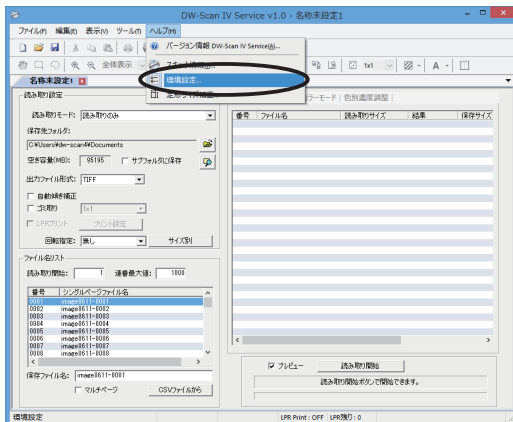 DW-Scan IV Service v1.0 - 名称未設定1
ファイル(F) 編集(E) 表示(V) ツール(T) ヘルプ(H)
バージョン情報 DW-Scan IV Service(A)...
環境設定...
全体表示
1x1
A
名称未設定1
カラーモード 色別濃度調整
読み取り設定
読み取りモード: 読み取りのみ
保存先フォルダ:
C:¥Users¥dw-scan4¥Documents
空き容量(MB): 95195 サブフォルダに保存
出力ファイル形式: TIFF
自動傾き補正
ゴミ取り 1x1
LPRプリント プリント設定
回転指定: 無し サイズ別
ファイル名リスト
読み取り開始: 1 連番最大値: 1000
番号 シングルページファイル名
0001 image0611-0001
0002 image0611-0002
0003 image0611-0003
0004 image0611-0004
0005 image0611-0005
0006 image0611-0006
0007 image0611-0007
0008 image0611-0008
保存ファイル名: image0611-0001
マルチページ CSVファイルから
番号 ファイル名 読み取りサイズ 結果 保存サイズ
プレビュー 読み取り開始
読み取り開始ボタンで開始できます。
環境設定 LPR Print : OFF LPR残り : 0